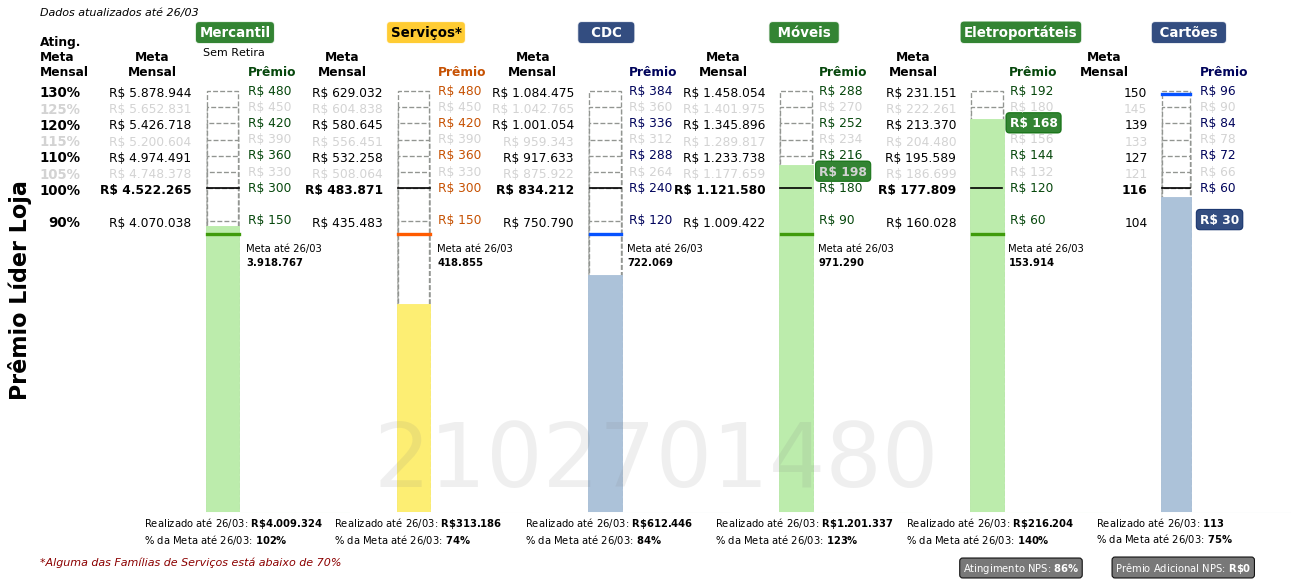 Dados atualizados até 26/03
Mercantil Serviços* CDC Móveis Eletroportáteis Cartões
Sem Retira
Ating. Meta Mensal
Meta Mensal Prêmio Meta Mensal Prêmio Meta Mensal Prêmio Meta Mensal Prêmio Meta Mensal Prêmio Meta Mensal Prêmio
130% R$ 5.878.944 R$ 480 R$ 629.032 R$ 480 R$ 1.084.475 R$ 384 R$ 1.458.054 R$ 288 R$ 231.151 R$ 192 150 R$ 96
125% R$ 5.652.831 R$ 450 R$ 604.838 R$ 450 R$ 1.042.765 R$ 360 R$ 1.401.975 R$ 270 R$ 222.261 R$ 180 145 R$ 90
120% R$ 5.426.718 R$ 420 R$ 580.645 R$ 420 R$ 1.001.054 R$ 336 R$ 1.345.896 R$ 252 R$ 213.370 R$ 168 139 R$ 84
115% R$ 5.200.604 R$ 390 R$ 556.451 R$ 390 R$ 959.343 R$ 312 R$ 1.289.817 R$ 234 R$ 204.480 R$ 156 133 R$ 78
110% R$ 4.974.491 R$ 360 R$ 532.258 R$ 360 R$ 917.633 R$ 288 R$ 1.233.738 R$ 216 R$ 195.589 R$ 144 127 R$ 72
105% R$ 4.748.378 R$ 330 R$ 508.064 R$ 330 R$ 875.922 R$ 264 R$ 1.177.659 R$ 198 R$ 186.699 R$ 132 121 R$ 66
100% R$ 4.522.265 R$ 300 R$ 483.871 R$ 300 R$ 834.212 R$ 240 R$ 1.121.580 R$ 180 R$ 177.809 R$ 120 116 R$ 60
90% R$ 4.070.038 R$ 150 R$ 435.483 R$ 150 R$ 750.790 R$ 120 R$ 1.009.422 R$ 90 R$ 160.028 R$ 60 104 R$ 30
Meta até 26/03 Meta até 26/03 Meta até 26/03 Meta até 26/03 Meta até 26/03
3.918.767 418.855 722.069 971.290 153.914
Prêmio Líder Loja
2102701480
Realizado até 26/03: R$4.009.324 Realizado até 26/03: R$313.186 Realizado até 26/03: R$612.446 Realizado até 26/03: R$1.201.337 Realizado até 26/03: R$216.204 Realizado até 26/03: 113
% da Meta até 26/03: 102% % da Meta até 26/03: 74% % da Meta até 26/03: 84% % da Meta até 26/03: 123% % da Meta até 26/03: 140% % da Meta até 26/03: 75%
*Alguma das Famílias de Serviços está abaixo de 70%
Atingimento NPS: 86% Prêmio Adicional NPS: R$0